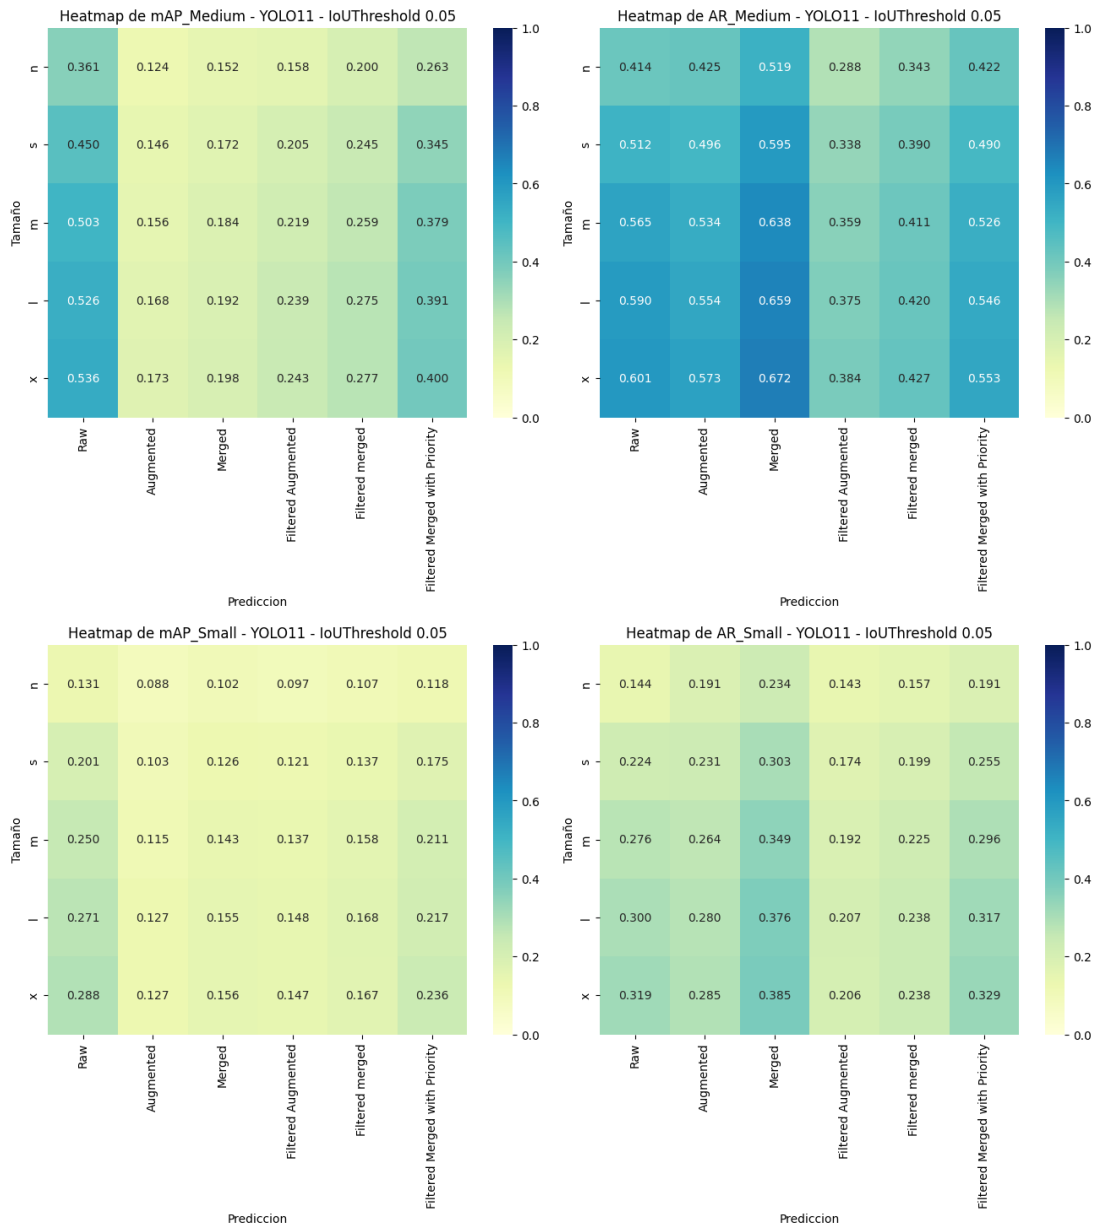 Heatmap de mAP_Medium - YOLO11 - IoUThreshold 0.05
Tamaño
n 0.361 0.124 0.152 0.158 0.200 0.263
s 0.450 0.146 0.172 0.205 0.245 0.345
m 0.503 0.156 0.184 0.219 0.259 0.379
l 0.526 0.168 0.192 0.239 0.275 0.391
x 0.536 0.173 0.198 0.243 0.277 0.400
Raw
Augmented
Merged
Filtered Augmented
Filtered merged
Filtered Merged with Priority
Prediccion
1.0
0.8
0.6
0.4
0.2
0.0
Heatmap de AR_Medium - YOLO11 - IoUThreshold 0.05
Tamaño
n 0.414 0.425 0.519 0.288 0.343 0.422
s 0.512 0.496 0.595 0.338 0.390 0.490
m 0.565 0.534 0.638 0.359 0.411 0.526
l 0.590 0.554 0.659 0.375 0.420 0.546
x 0.601 0.573 0.672 0.384 0.427 0.553
Raw
Augmented
Merged
Filtered Augmented
Filtered merged
Filtered Merged with Priority
Prediccion
1.0
0.8
0.6
0.4
0.2
0.0
Heatmap de mAP_Small - YOLO11 - IoUThreshold 0.05
Tamaño
n 0.131 0.088 0.102 0.097 0.107 0.118
s 0.201 0.103 0.126 0.121 0.137 0.175
m 0.250 0.115 0.143 0.137 0.158 0.211
l 0.271 0.127 0.155 0.148 0.168 0.217
x 0.288 0.127 0.156 0.147 0.167 0.236
Raw
Augmented
Merged
Filtered Augmented
Filtered merged
Filtered Merged with Priority
Prediccion
1.0
0.8
0.6
0.4
0.2
0.0
Heatmap de AR_Small - YOLO11 - IoUThreshold 0.05
Tamaño
n 0.144 0.191 0.234 0.143 0.157 0.191
s 0.224 0.231 0.303 0.174 0.199 0.255
m 0.276 0.264 0.349 0.192 0.225 0.296
l 0.300 0.280 0.376 0.207 0.238 0.317
x 0.319 0.285 0.385 0.206 0.238 0.329
Raw
Augmented
Merged
Filtered Augmented
Filtered merged
Filtered Merged with Priority
Prediccion
1.0
0.8
0.6
0.4
0.2
0.0